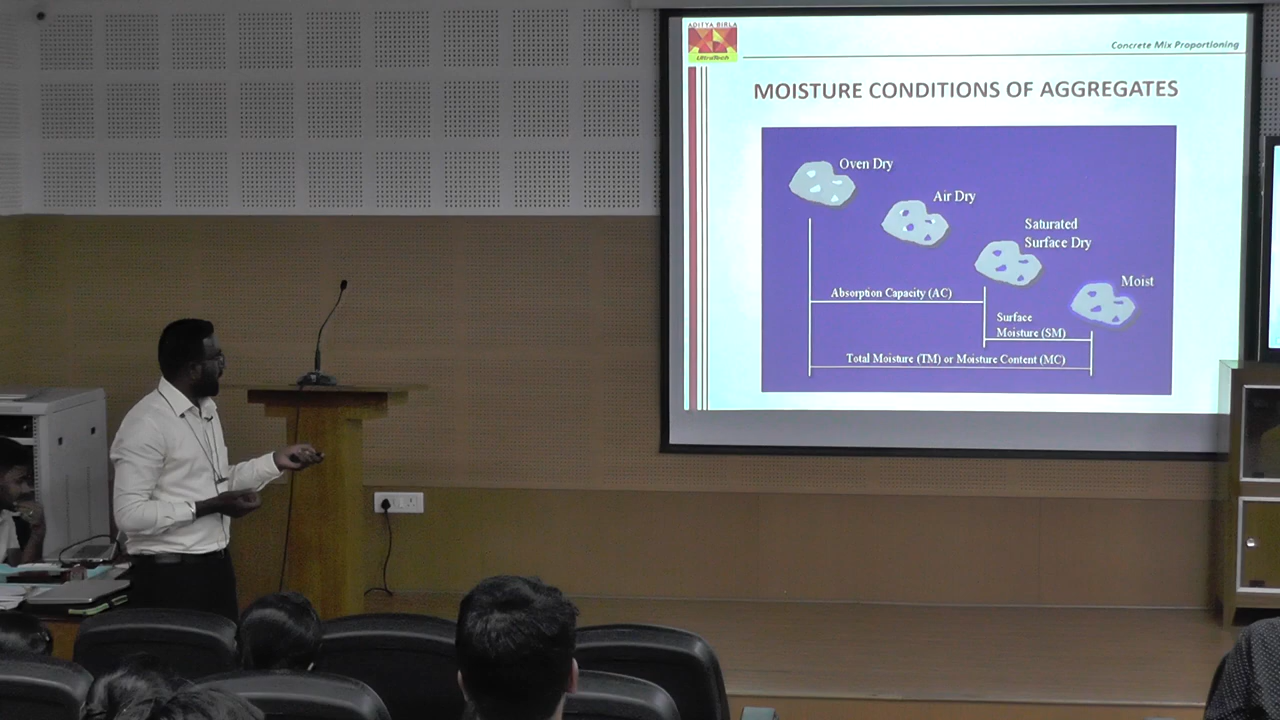 ADITYA BIRLA
UltraTech
Concrete Mix Proportioning
MOISTURE CONDITIONS OF AGGREGATES
Oven Dry
Air Dry
Saturated
Surface Dry
Moist
Absorption Capacity (AC)
Surface
Moisture (SM)
Total Moisture (TM) or Moisture Content (MC)